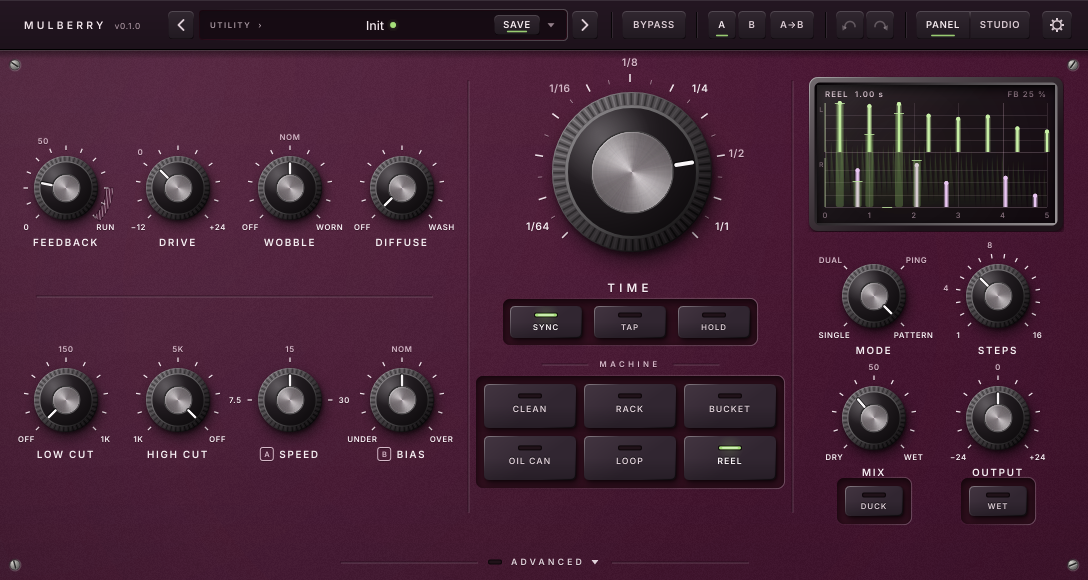 MULBERRY v0.1.0
UTILITY ›
Init
SAVE
BYPASS
A
B
A→B
PANEL
STUDIO
50
0
RUN
FEEDBACK
0
−12
+24
DRIVE
NOM
OFF
WORN
WOBBLE
OFF
WASH
DIFFUSE
150
OFF
1K
LOW CUT
5K
1K
OFF
HIGH CUT
15
7.5
30
A SPEED
NOM
UNDER
OVER
B BIAS
1/8
1/16
1/4
1/2
1/64
1/1
TIME
SYNC
TAP
HOLD
MACHINE
CLEAN
RACK
BUCKET
OIL CAN
LOOP
REEL
REEL 1.00 s
FB 25 %
L
R
0 1 2 3 4 5
DUAL
PING
SINGLE
PATTERN
MODE
8
4
1
16
STEPS
50
DRY
WET
MIX
DUCK
0
−24
+24
OUTPUT
WET
ADVANCED